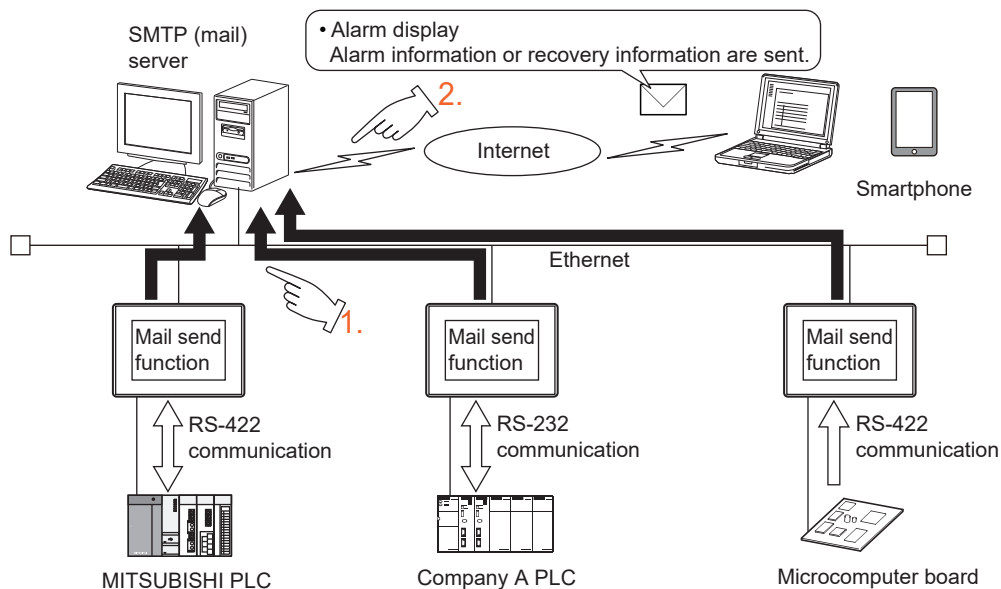 SMTP (mail)
server
• Alarm display
Alarm information or recovery information are sent.
2.
Internet
Smartphone
Ethernet
1.
Mail send
function
Mail send
function
Mail send
function
RS-422
communication
RS-232
communication
RS-422
communication
MITSUBISHI PLC
Company A PLC
Microcomputer board